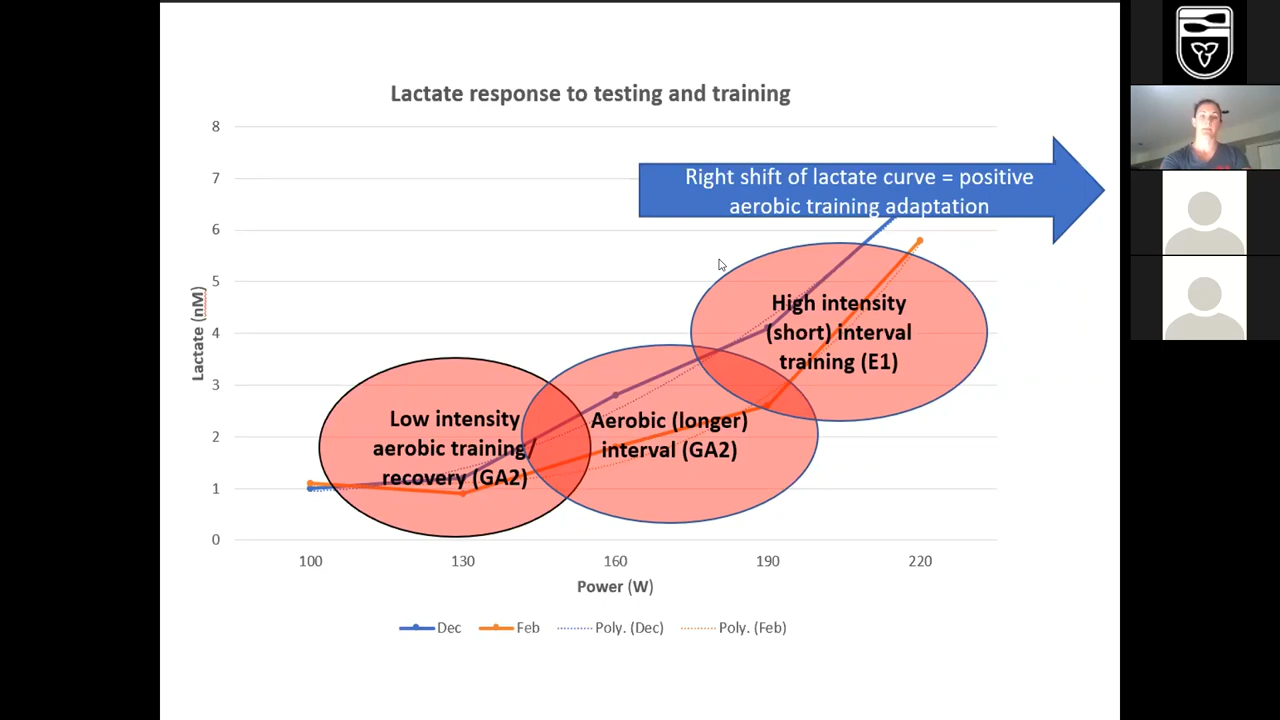 Lactate response to testing and training
8
7
6
5
4
3
2
1
0
Lactate (nM)
Right shift of lactate curve = positive
aerobic training adaptation
High intensity
(short) interval
training (E1)
Low intensity
aerobic training/
recovery (GA2)
Aerobic (longer)
interval (GA2)
100 130 160 190 220
Power (W)
Dec Feb Poly. (Dec) Poly. (Feb)